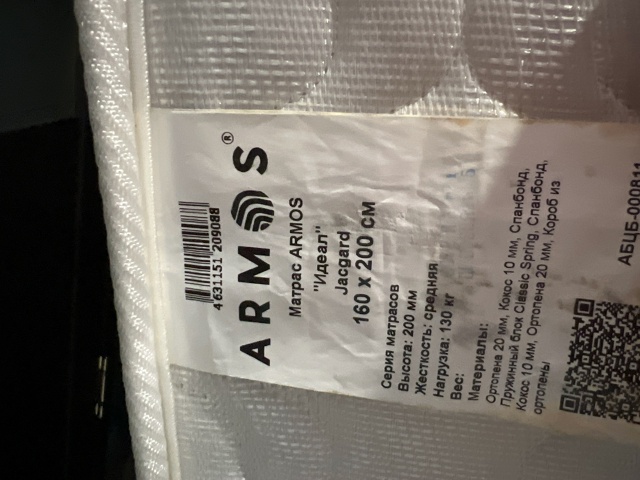 4 631151 209088
ARMOS®
Матрас ARMOS
"Идеал"
Jacgard
160 x 200 СМ
Серия матрасов
Высота: 200 мм
Жесткость: средняя
Нагрузка: 130 кг
Вес:
Материалы:
Ортопена 20 мм, Кокос 10 мм, Спанбонд,
Пружинный блок Classic Spring, Спанбонд,
Кокос 10 мм, Ортопена 20 мм, Короб из
ортопены